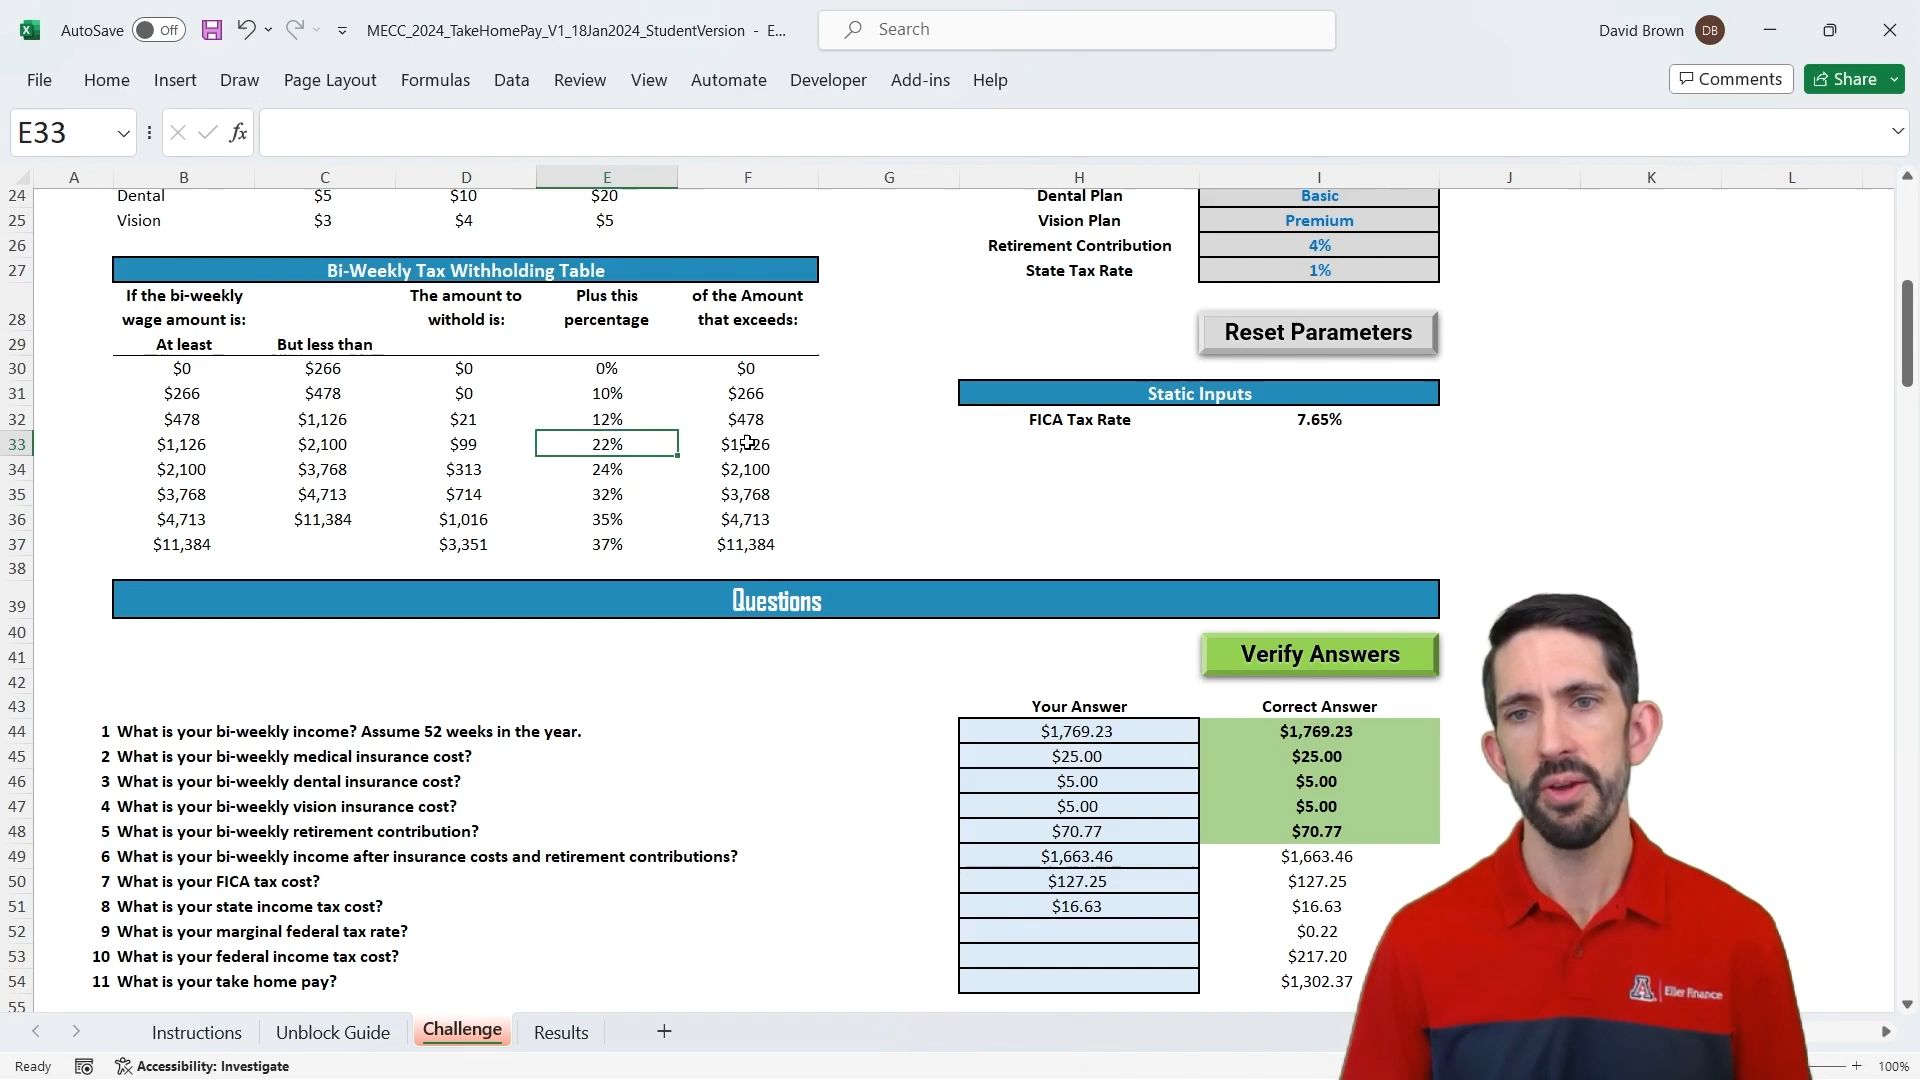 AutoSave Off MECC_2024_TakeHomePay_V1_18Jan2024_StudentVersion - E... Search David Brown DB
File Home Insert Draw Page Layout Formulas Data Review View Automate Developer Add-ins Help Comments Share
E33 fx
A B C D E F G H I J K L
24 Dental $5 $10 $20 Dental Plan Basic
25 Vision $3 $4 $5 Vision Plan Premium
26 Retirement Contribution 4%
27 Bi-Weekly Tax Withholding Table State Tax Rate 1%
If the bi-weekly The amount to Plus this of the Amount
28 wage amount is: withold is: percentage that exceeds: Reset Parameters
29 At least But less than
30 $0 $266 $0 0% $0
31 $266 $478 $0 10% $266 Static Inputs
32 $478 $1,126 $21 12% $478 FICA Tax Rate 7.65%
33 $1,126 $2,100 $99 22% $1,126
34 $2,100 $3,768 $313 24% $2,100
35 $3,768 $4,713 $714 32% $3,768
36 $4,713 $11,384 $1,016 35% $4,713
37 $11,384 $3,351 37% $11,384
38
39 Questions
40
41 Verify Answers
42
43 Your Answer Correct Answer
44 1 What is your bi-weekly income? Assume 52 weeks in the year. $1,769.23 $1,769.23
45 2 What is your bi-weekly medical insurance cost? $25.00 $25.00
46 3 What is your bi-weekly dental insurance cost? $5.00 $5.00
47 4 What is your bi-weekly vision insurance cost? $5.00 $5.00
48 5 What is your bi-weekly retirement contribution? $70.77 $70.77
49 6 What is your bi-weekly income after insurance costs and retirement contributions? $1,663.46 $1,663.46
50 7 What is your FICA tax cost? $127.25 $127.25
51 8 What is your state income tax cost? $16.63 $16.63
52 9 What is your marginal federal tax rate? $0.22
53 10 What is your federal income tax cost? $217.20
54 11 What is your take home pay? $1,302.37
55
A Eller Finance
Instructions Unblock Guide Challenge Results
Ready Accessibility: Investigate 100%